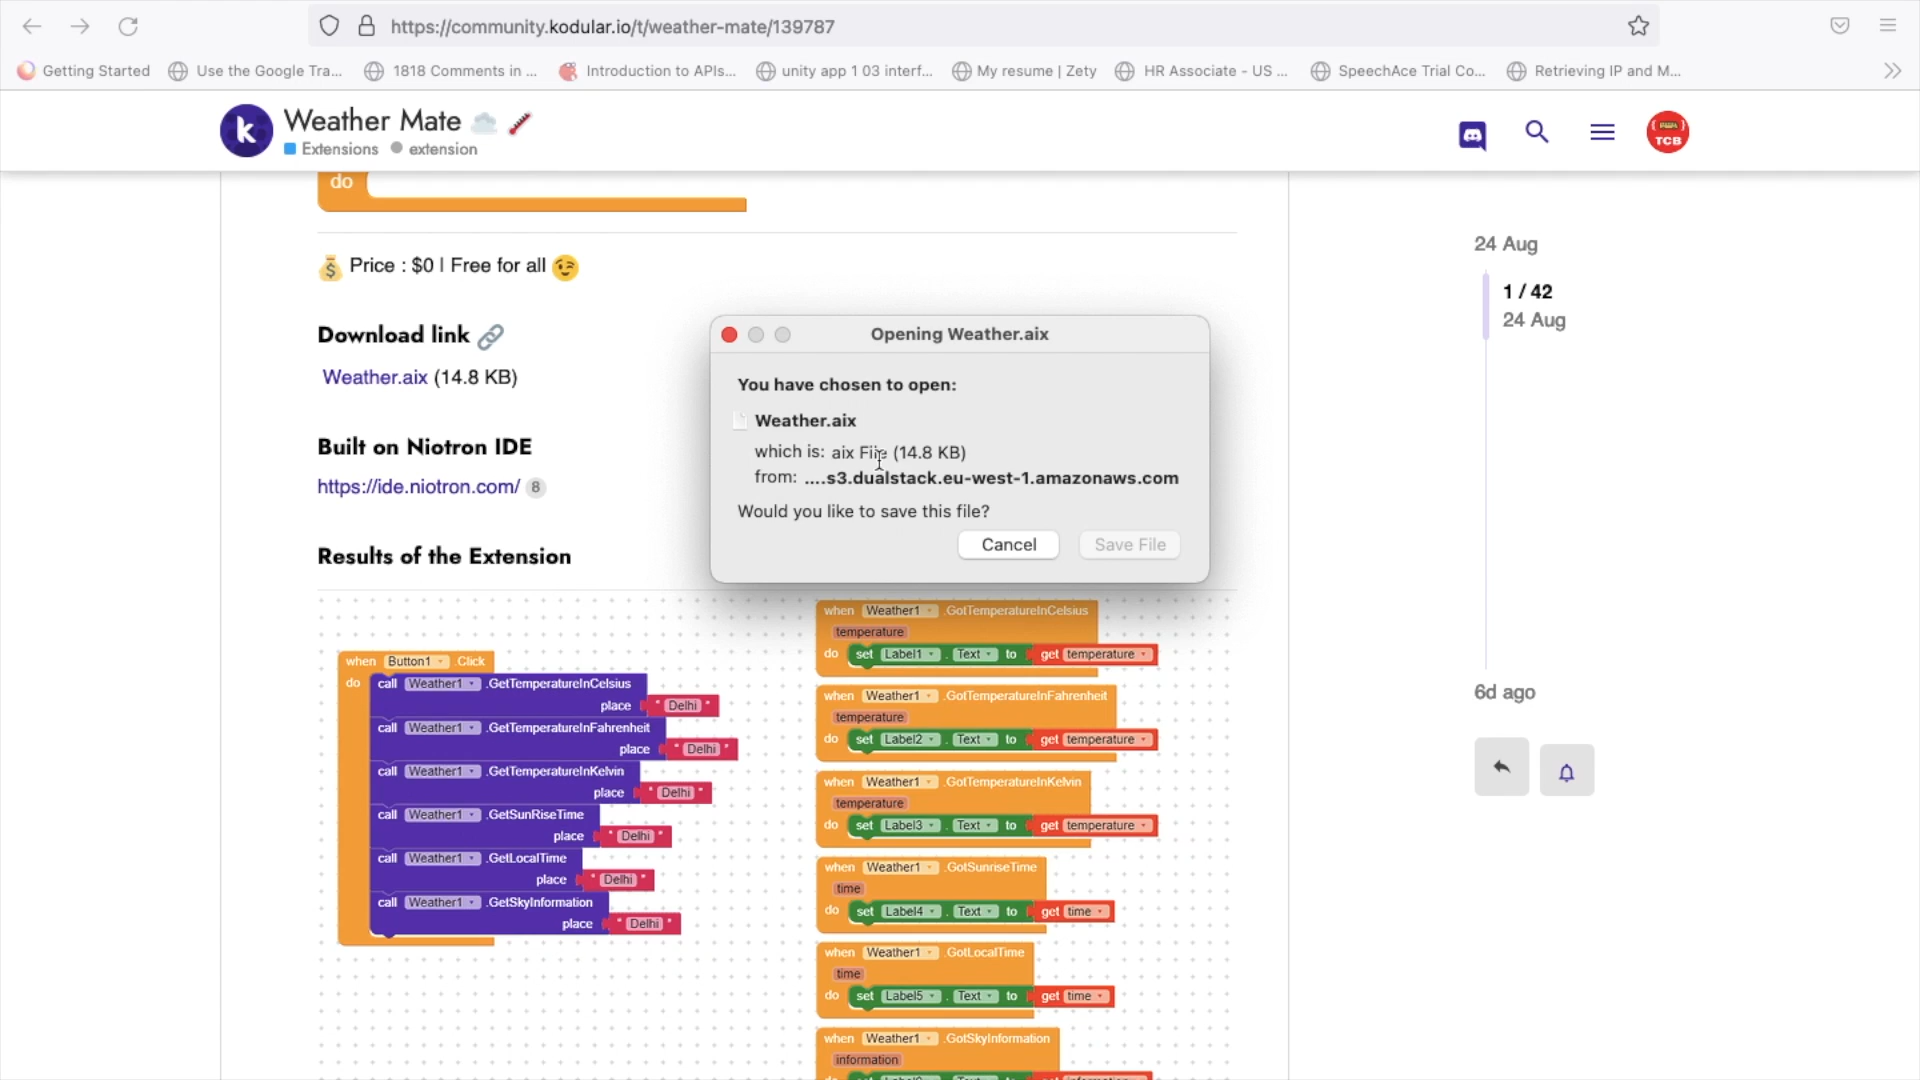 https://community.kodular.io/t/weather-mate/139787
Getting Started
Use the Google Tra...
1818 Comments in ...
Introduction to APIs...
unity app 1 03 interf...
My resume | Zety
HR Associate - US ...
SpeechAce Trial Co...
Retrieving IP and M...
k
Weather Mate
Extensions
extension
TCB
do
Price : $0 | Free for all
24 Aug
1 / 42
24 Aug
6d ago
Download link
Weather.aix (14.8 KB)
Built on Niotron IDE
https://ide.niotron.com/ 8
Results of the Extension
Opening Weather.aix
You have chosen to open:
Weather.aix
which is: aix File (14.8 KB)
from: ....s3.dualstack.eu-west-1.amazonaws.com
Would you like to save this file?
Cancel
Save File
when Button1 .Click
do call Weather1 .GetTemperatureInCelsius
place " Delhi "
call Weather1 .GetTemperatureInFahrenheit
place " Delhi "
call Weather1 .GetTemperatureInKelvin
place " Delhi "
call Weather1 .GetSunRiseTime
place " Delhi "
call Weather1 .GetLocalTime
place " Delhi "
call Weather1 .GetSkyInformation
place " Delhi "
when Weather1 .GotTemperatureInCelsius
temperature
do set Label1 . Text to get temperature
when Weather1 .GotTemperatureInFahrenheit
temperature
do set Label2 . Text to get temperature
when Weather1 .GotTemperatureInKelvin
temperature
do set Label3 . Text to get temperature
when Weather1 .GotSunriseTime
time
do set Label4 . Text to get time
when Weather1 .GotLocalTime
time
do set Label5 . Text to get time
when Weather1 .GotSkyInformation
information